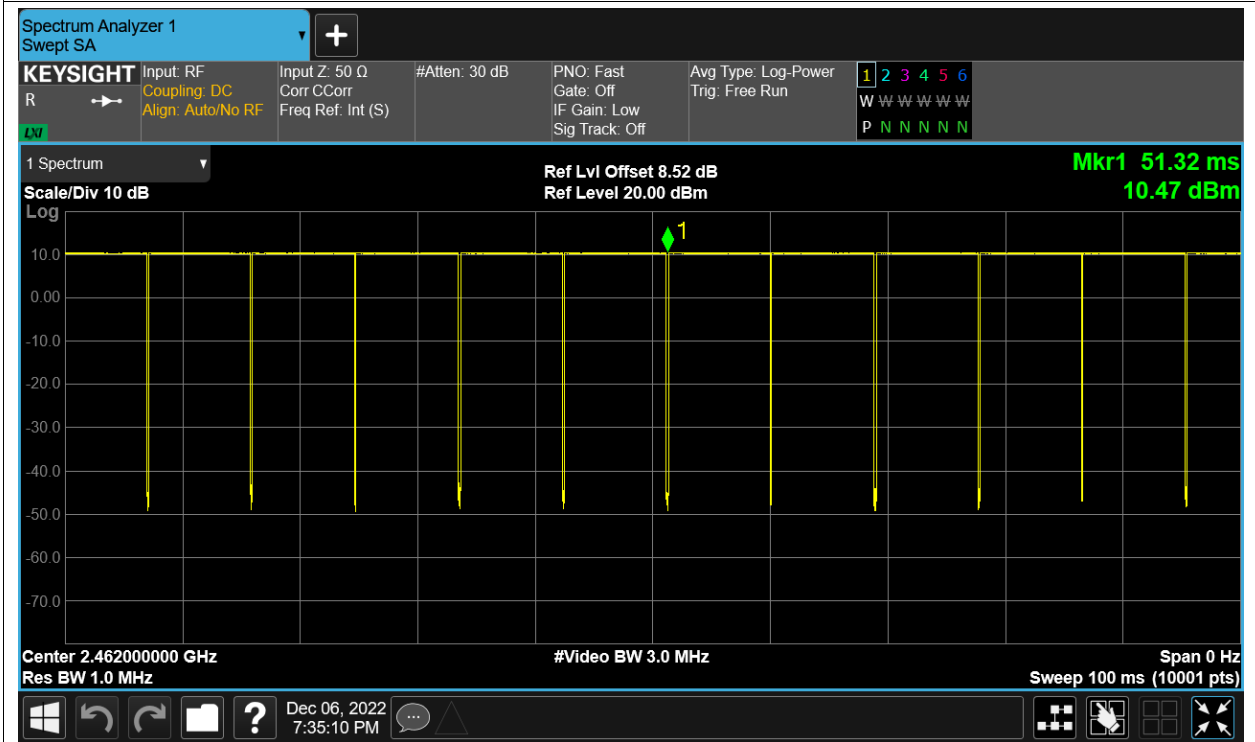 Spectrum Analyzer 1
Swept SA
+
KEYSIGHT
R
LXI
Input: RF
Coupling: DC
Align: Auto/No RF
Input Z: 50 Ω
Corr CCorr
Freq Ref: Int (S)
#Atten: 30 dB
PNO: Fast
Gate: Off
IF Gain: Low
Sig Track: Off
Avg Type: Log-Power
Trig: Free Run
1 2 3 4 5 6
W W W W W W
P N N N N N
1 Spectrum
Scale/Div 10 dB
Log
Ref Lvl Offset 8.52 dB
Ref Level 20.00 dBm
Mkr1 51.32 ms
10.47 dBm
1
10.0
0.00
-10.0
-20.0
-30.0
-40.0
-50.0
-60.0
-70.0
Center 2.462000000 GHz
Res BW 1.0 MHz
#Video BW 3.0 MHz
Span 0 Hz
Sweep 100 ms (10001 pts)
?
Dec 06, 2022
7:35:10 PM